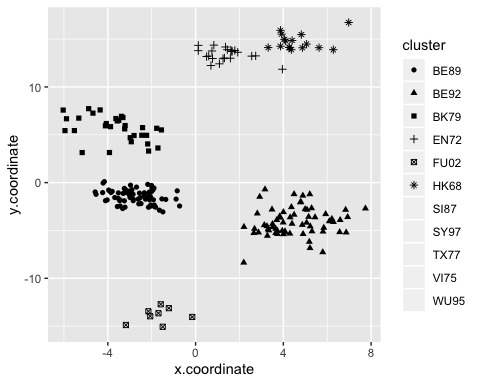 cluster
BE89
BE92
BK79
EN72
FU02
HK68
SI87
SY97
TX77
VI75
WU95
y.coordinate
10
0
-10
-4
0
4
8
x.coordinate